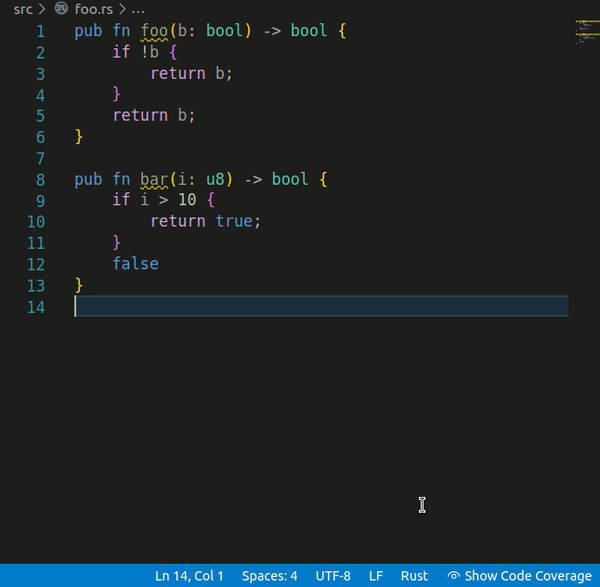 src > foo.rs > ...
1 pub fn foo(b: bool) -> bool {
2     if !b {
3         return b;
4     }
5     return b;
6 }
7
8 pub fn bar(i: u8) -> bool {
9     if i > 10 {
10         return true;
11     }
12     false
13 }
14
Ln 14, Col 1 Spaces: 4 UTF-8 LF Rust Show Code Coverage